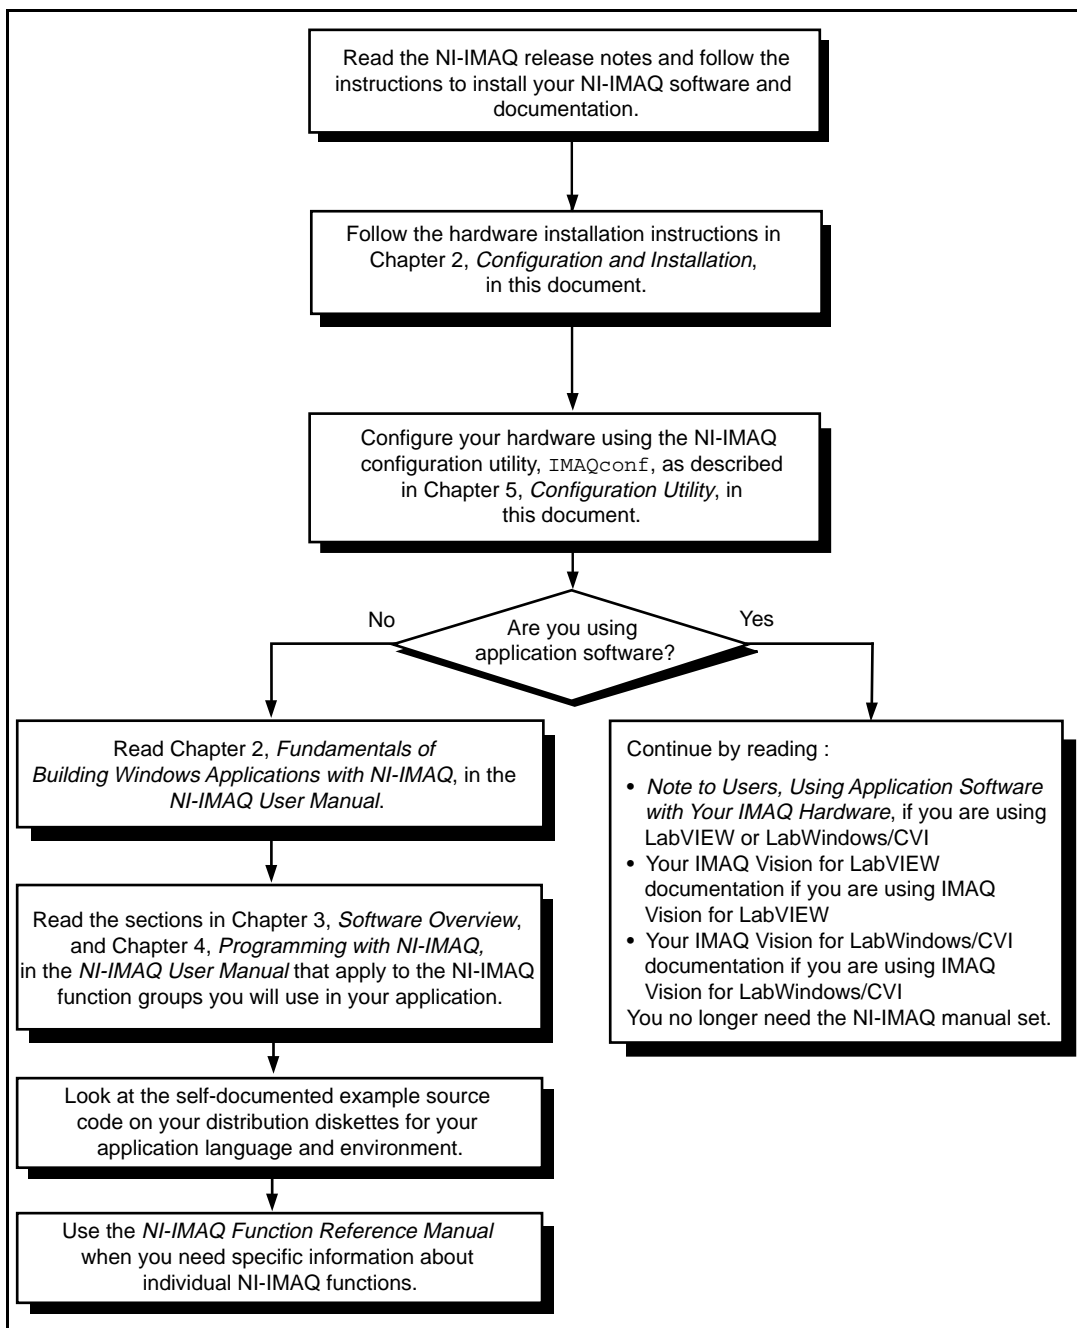 Read the NI-IMAQ release notes and follow the
instructions to install your NI-IMAQ software and
documentation.
Follow the hardware installation instructions in
Chapter 2, Configuration and Installation,
in this document.
Configure your hardware using the NI-IMAQ
configuration utility, IMAQconf, as described
in Chapter 5, Configuration Utility, in
this document.
No
Yes
Are you using
application software?
Read Chapter 2, Fundamentals of
Building Windows Applications with NI-IMAQ, in the
NI-IMAQ User Manual.
Read the sections in Chapter 3, Software Overview,
and Chapter 4, Programming with NI-IMAQ,
in the NI-IMAQ User Manual that apply to the NI-IMAQ
function groups you will use in your application.
Look at the self-documented example source
code on your distribution diskettes for your
application language and environment.
Use the NI-IMAQ Function Reference Manual
when you need specific information about
individual NI-IMAQ functions.
Continue by reading :
• Note to Users, Using Application Software
with Your IMAQ Hardware, if you are using
LabVIEW or LabWindows/CVI
• Your IMAQ Vision for LabVIEW
documentation if you are using IMAQ
Vision for LabVIEW
• Your IMAQ Vision for LabWindows/CVI
documentation if you are using IMAQ
Vision for LabWindows/CVI
You no longer need the NI-IMAQ manual set.